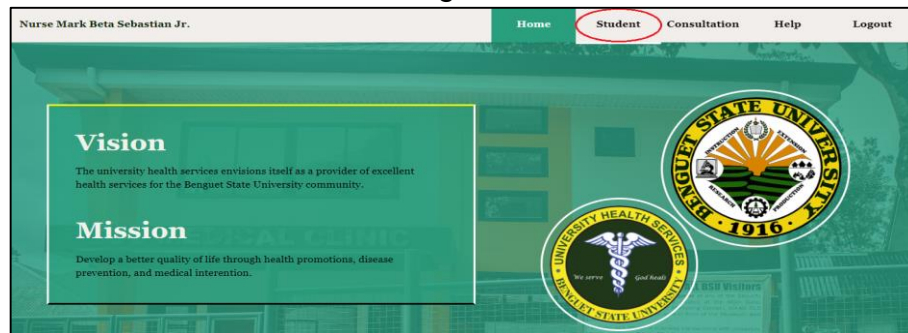 Nurse Mark Beta Sebastian Jr.
Home
Student
Consultation
Help
Logout
Vision
The university health services envisions itself as a provider of excellent
health services for the Benguet State University community.
Mission
Develop a better quality of life through health promotions, disease
prevention, and medical interention.
BENGUET STATE UNIVERSITY
INSTRUCTION
EXTENSION
RESEARCH
PRODUCTION
1916
UNIVERSITY HEALTH SERVICES
We serve
God heals
BENGUET STATE UNIVERSITY
BSU Visitors